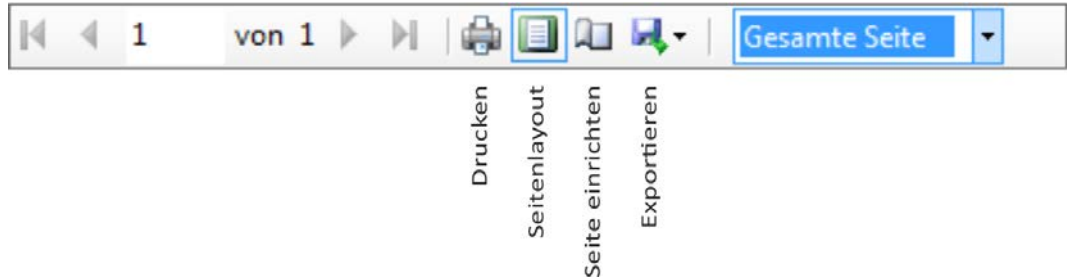 1 von 1 Gesamte Seite
Drucken
Seitenlayout
Seite einrichten
Exportieren